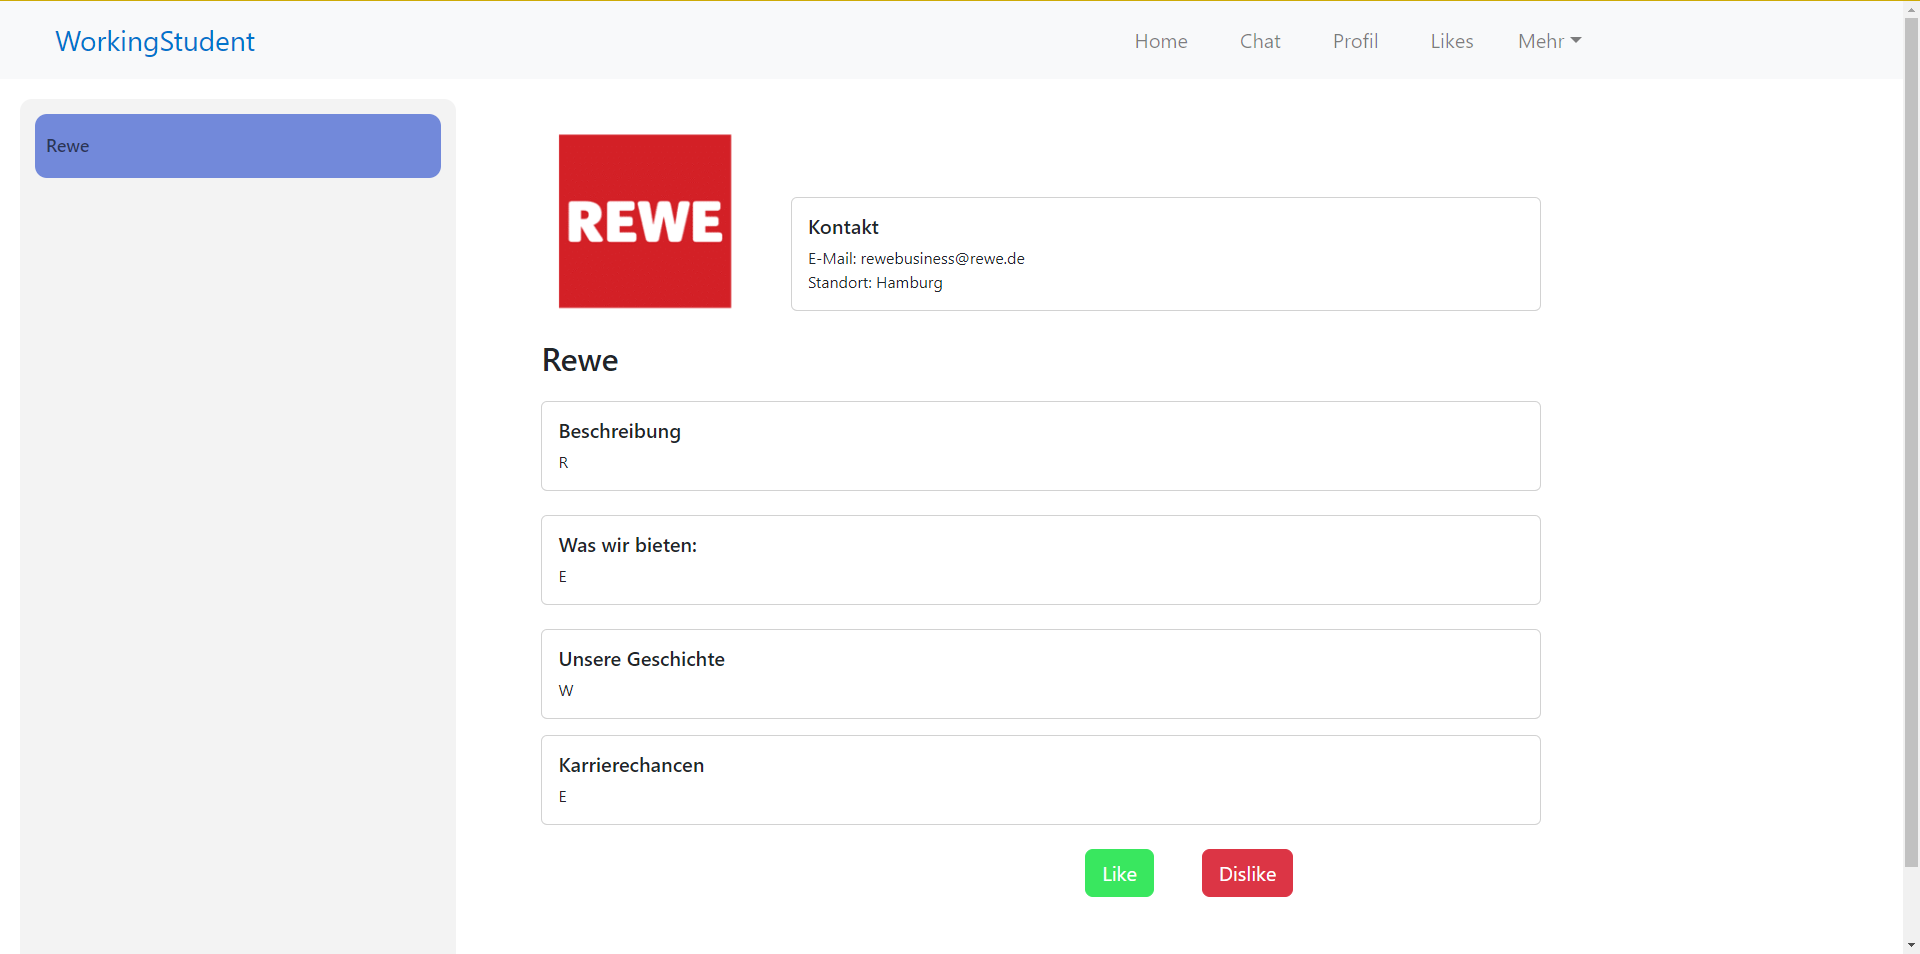 WorkingStudent
Home
Chat
Profil
Likes
Mehr
Rewe
REWE
Kontakt
E-Mail: rewebusiness@rewe.de
Standort: Hamburg
Rewe
Beschreibung
R
Was wir bieten:
E
Unsere Geschichte
W
Karrierechancen
E
Like
Dislike